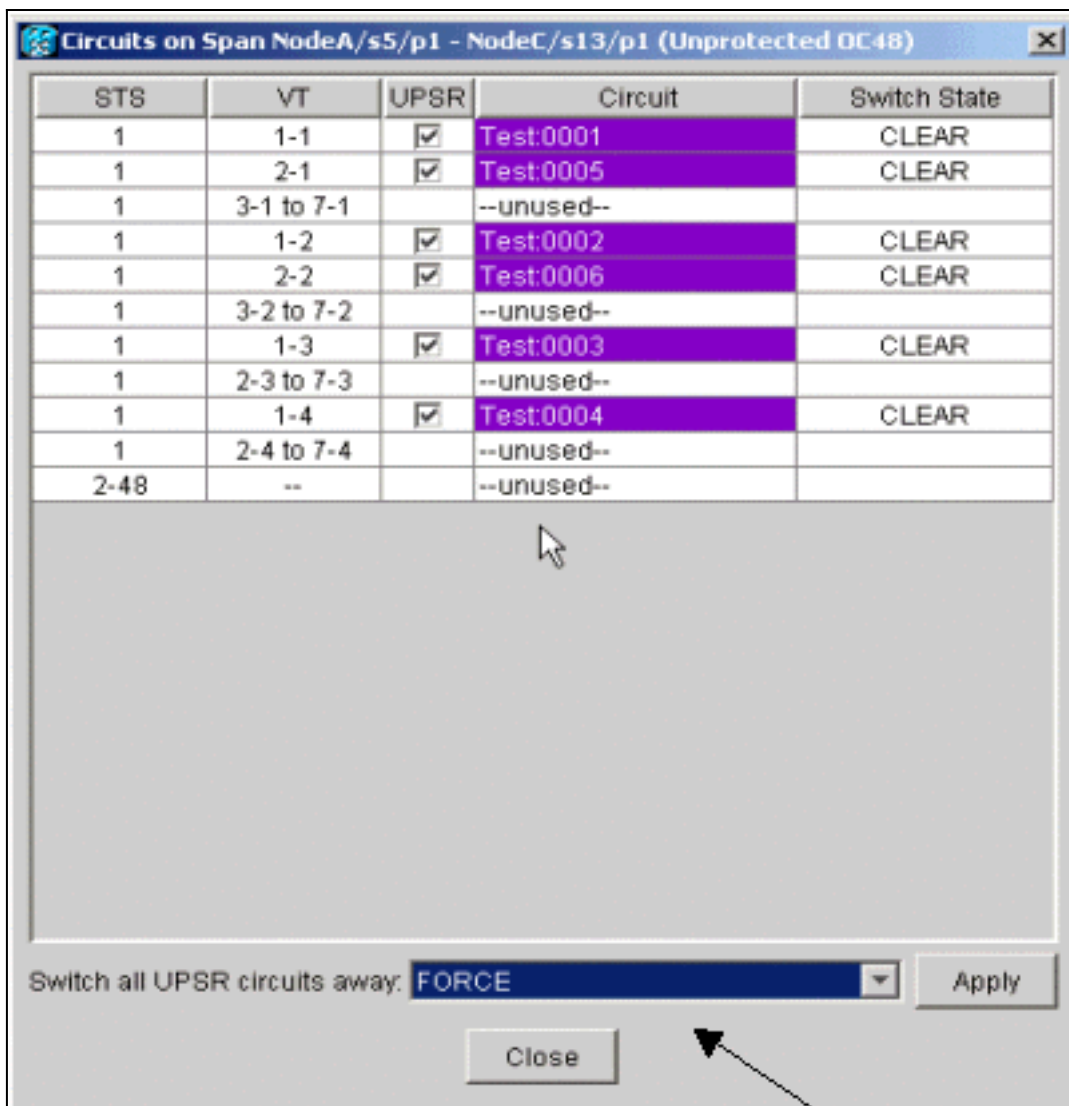 Circuits on Span NodeA/s5/p1 - NodeC/s13/p1 (Unprotected OC48)
STS VT UPSR Circuit Switch State
1 1-1 Test:0001 CLEAR
1 2-1 Test:0005 CLEAR
1 3-1 to 7-1 --unused--
1 1-2 Test:0002 CLEAR
1 2-2 Test:0006 CLEAR
1 3-2 to 7-2 --unused--
1 1-3 Test:0003 CLEAR
1 2-3 to 7-3 --unused--
1 1-4 Test:0004 CLEAR
1 2-4 to 7-4 --unused--
2-48 -- --unused--
Switch all UPSR circuits away: FORCE Apply
Close